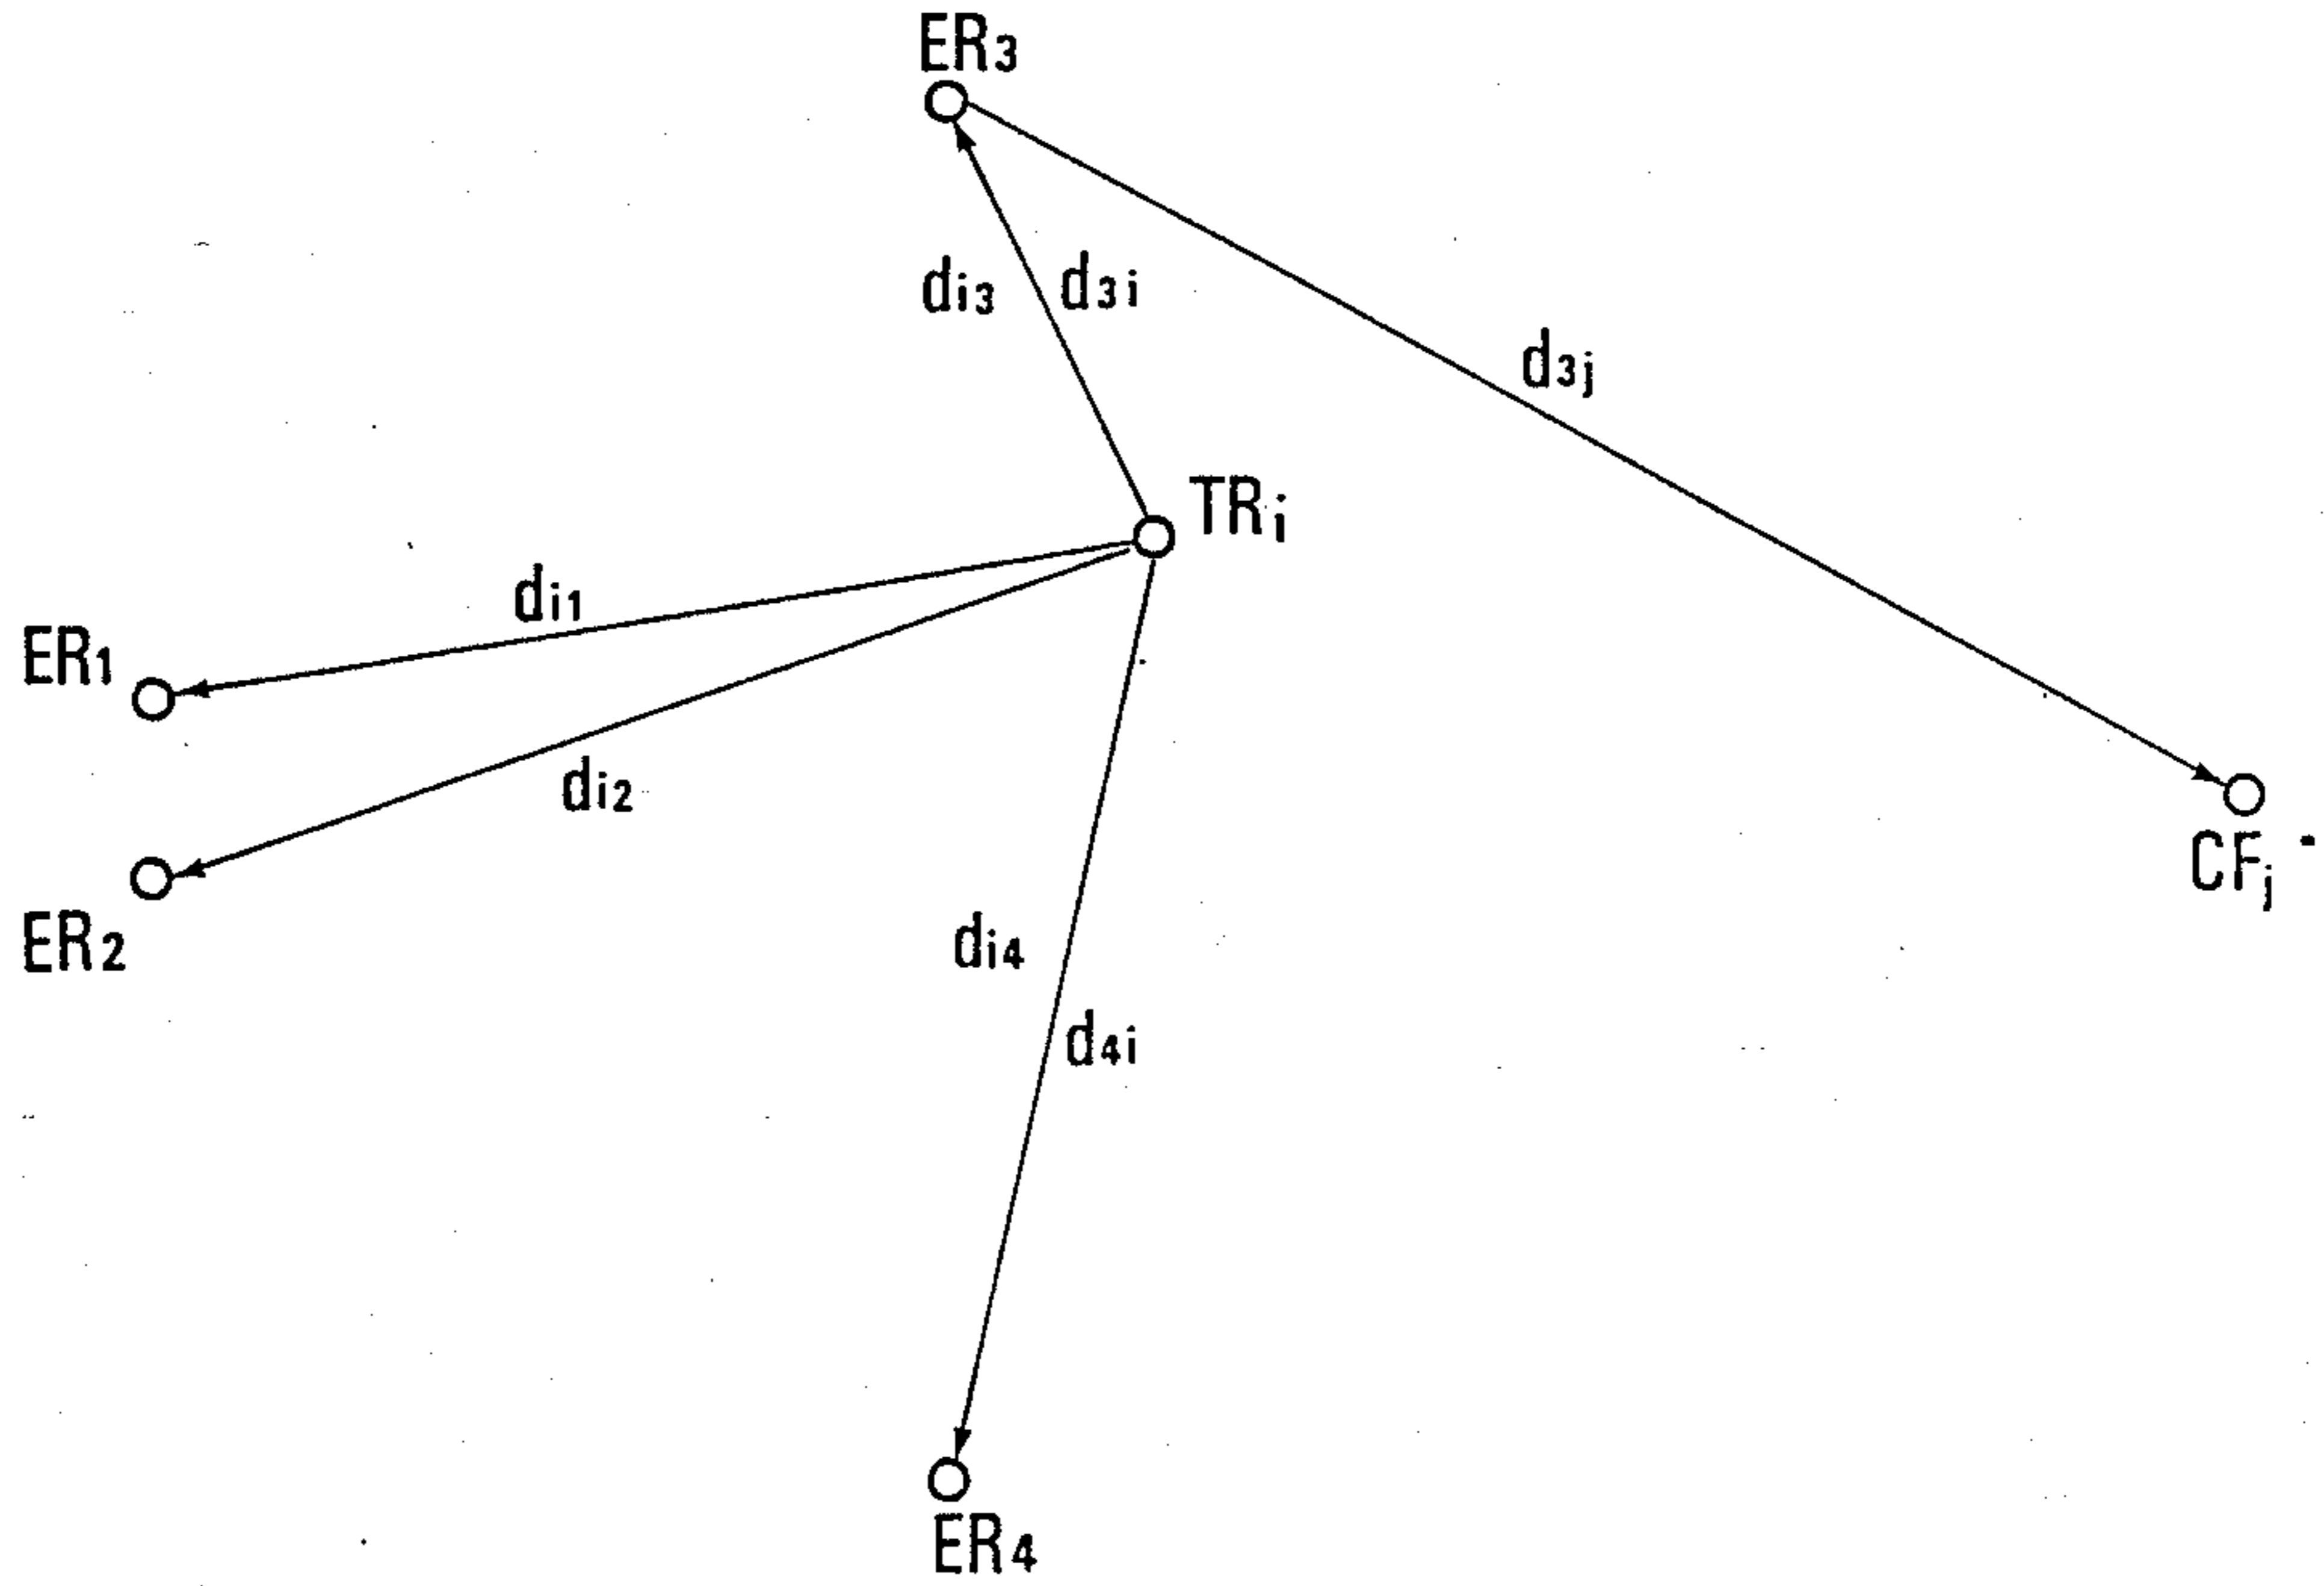 ER3
di3
d3i
d3j
TRi
di1
ER1
di2
CFj
ER2
di4
d4i
ER4